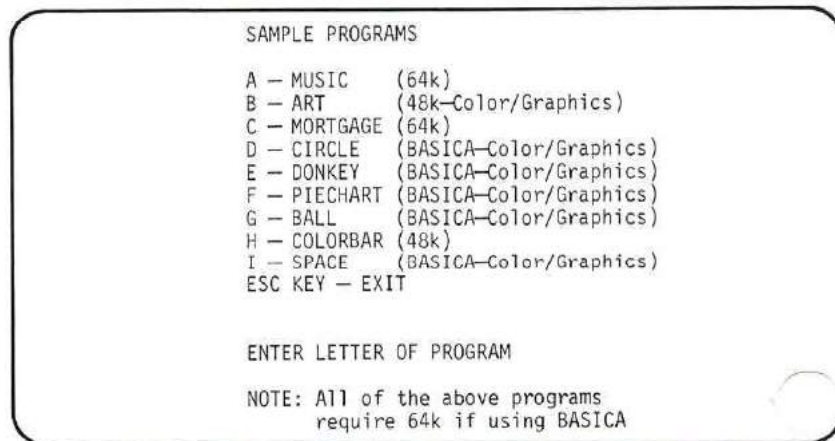 SAMPLE PROGRAMS
A — MUSIC (64k)
B — ART (48k—Color/Graphics)
C — MORTGAGE (64k)
D — CIRCLE (BASICA—Color/Graphics)
E — DONKEY (BASICA—Color/Graphics)
F — PIECHART (BASICA—Color/Graphics)
G — BALL (BASICA—Color/Graphics)
H — COLORBAR (48k)
I — SPACE (BASICA—Color/Graphics)
ESC KEY — EXIT
ENTER LETTER OF PROGRAM
NOTE: All of the above programs
require 64k if using BASICA